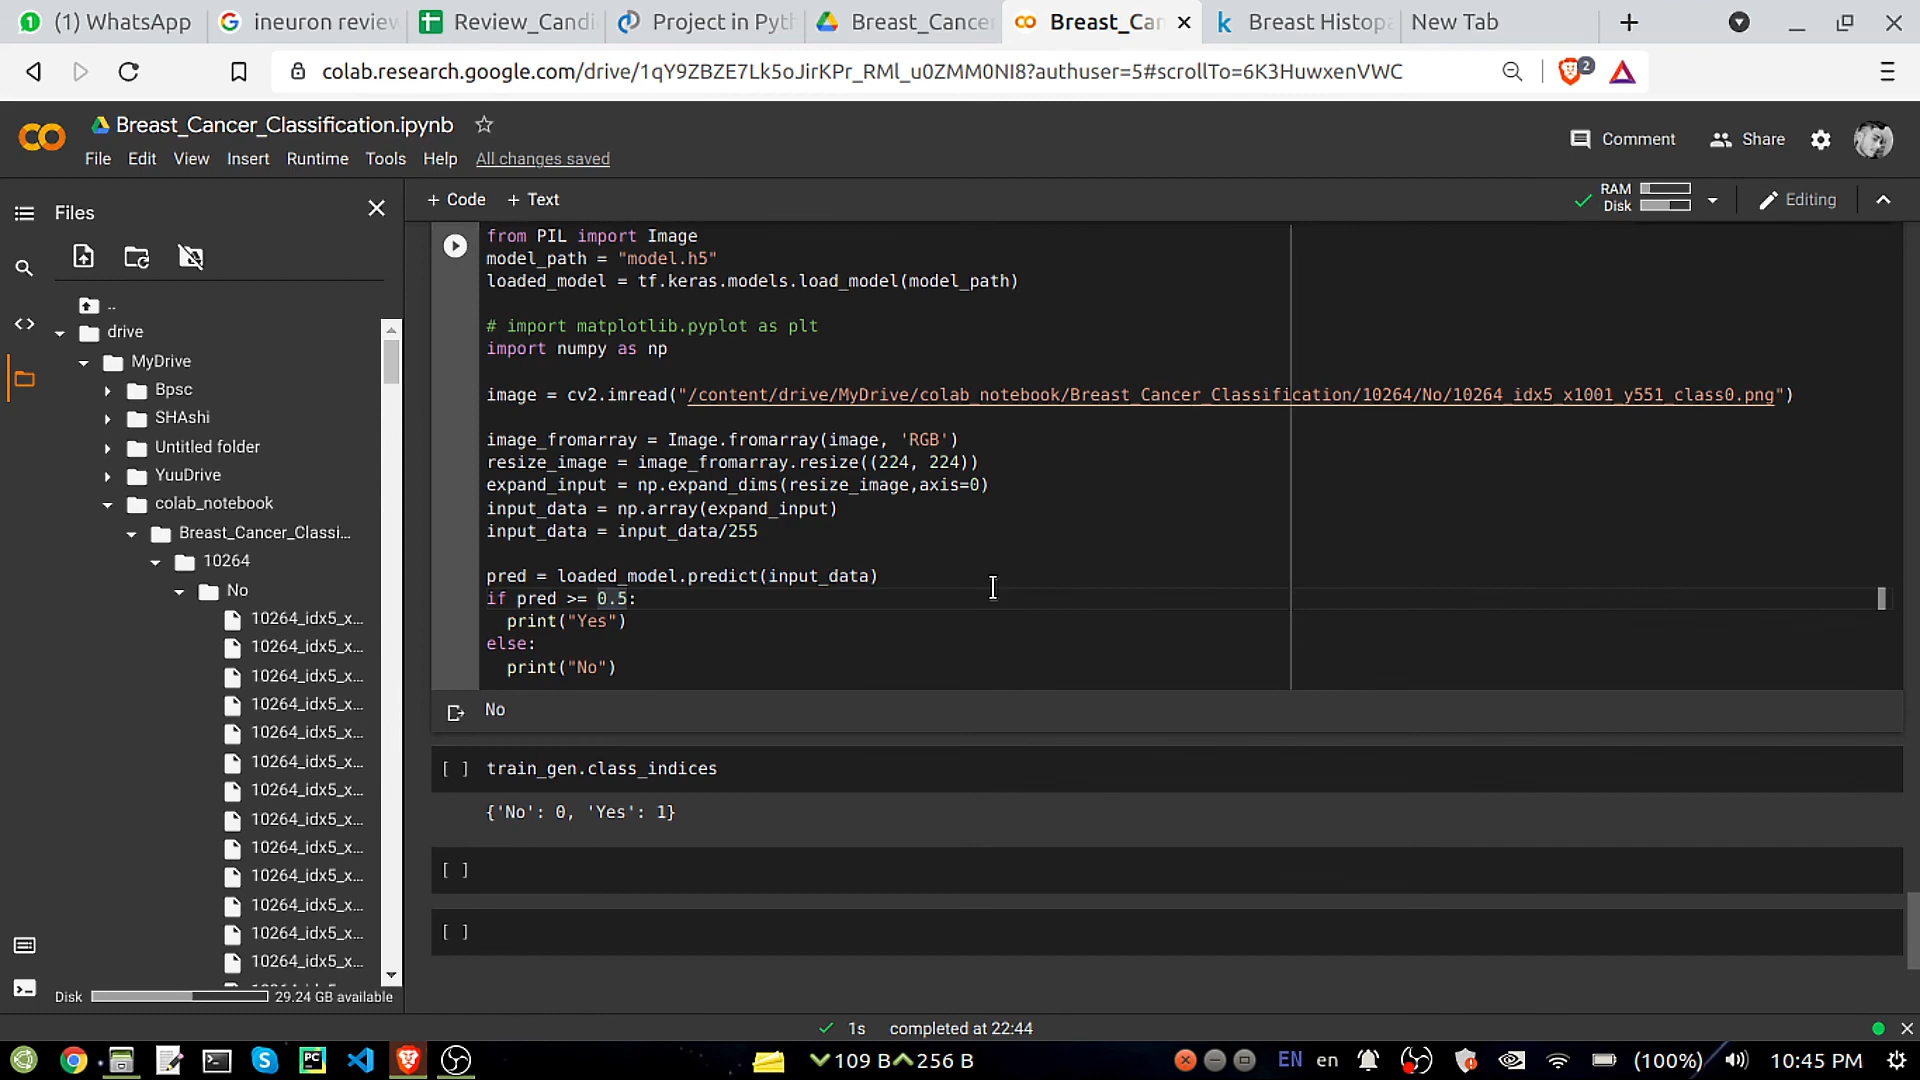 (1) WhatsApp
ineuron review
Review_Candi
Project in Pyth
Breast_Cancer
Breast_Can
Breast Histopa
New Tab
colab.research.google.com/drive/1qY9ZBZE7Lk5oJirKPr_RMl_u0ZMM0NI8?authuser=5#scrollTo=6K3HuwxenVWC
2
Breast_Cancer_Classification.ipynb
Comment
Share
File Edit View Insert Runtime Tools Help All changes saved
Files
+ Code + Text
RAM
Disk
Editing
..
drive
MyDrive
Bpsc
SHAshi
Untitled folder
YuuDrive
colab_notebook
Breast_Cancer_Classi...
10264
No
10264_idx5_x...
10264_idx5_x...
10264_idx5_x...
10264_idx5_x...
10264_idx5_x...
10264_idx5_x...
10264_idx5_x...
10264_idx5_x...
10264_idx5_x...
10264_idx5_x...
10264_idx5_x...
10264_idx5_x...
10264_idx5_x...
Disk 29.24 GB available
from PIL import Image
model_path = "model.h5"
loaded_model = tf.keras.models.load_model(model_path)
# import matplotlib.pyplot as plt
import numpy as np
image = cv2.imread("/content/drive/MyDrive/colab_notebook/Breast_Cancer_Classification/10264/No/10264_idx5_x1001_y551_class0.png")
image_fromarray = Image.fromarray(image, 'RGB')
resize_image = image_fromarray.resize((224, 224))
expand_input = np.expand_dims(resize_image,axis=0)
input_data = np.array(expand_input)
input_data = input_data/255
pred = loaded_model.predict(input_data)
if pred >= 0.5:
print("Yes")
else:
print("No")
No
[ ] train_gen.class_indices
{'No': 0, 'Yes': 1}
[ ]
[ ]
1s completed at 22:44
109 B 256 B
EN en (100%) 10:45 PM